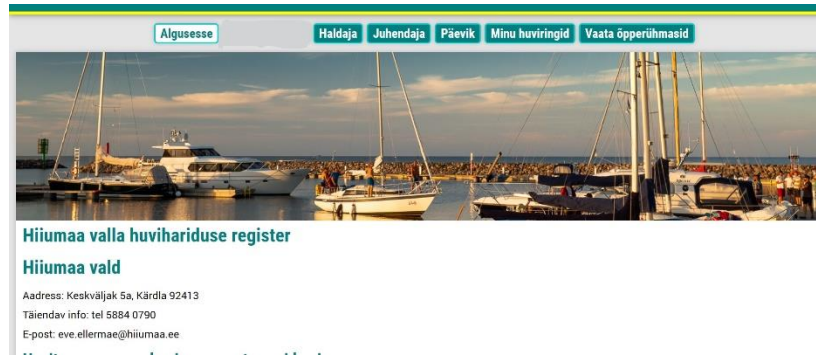 Algusesse Haldaja Juhendaja Päevik Minu huviringid Vaata õpperühmasid
Hiiumaa valla huvihariduse register
Hiiumaa vald
Aadress: Keskväljak 5a, Kärdla 92413
Täiendav info: tel 5884 0790
E-post: eve.ellermae@hiiumaa.ee